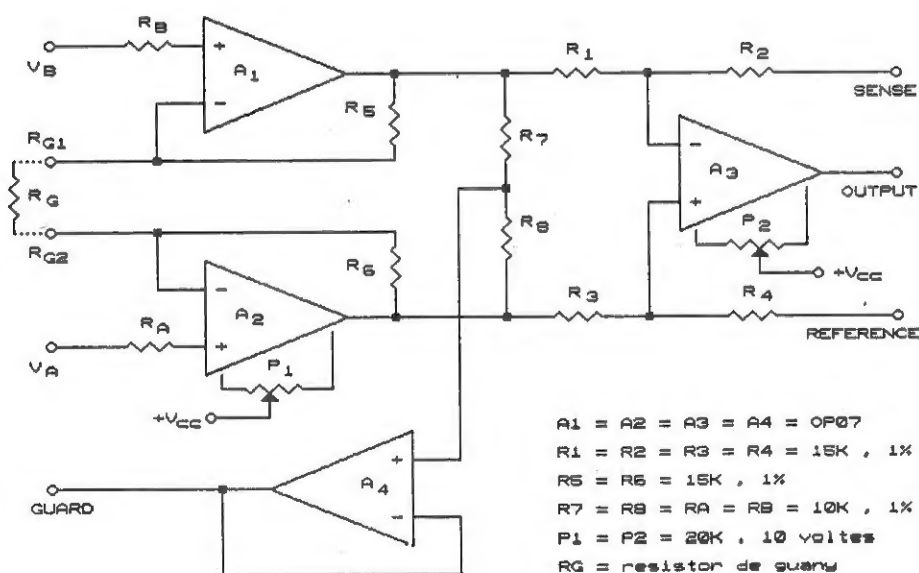 RB
VB
+
A1
-
R5
R1
R2
SENSE
RG1
RG
RG2
R7
R8
-
A3
+
OUTPUT
P2
+VCC
R6
-
A2
+
RA
VA
P1
+VCC
R3
R4
REFERENCE
GUARD
A4
+
-
A1 = A2 = A3 = A4 = OP07
R1 = R2 = R3 = R4 = 15K , 1%
R5 = R6 = 15K , 1%
R7 = R8 = RA = RB = 10K , 1%
P1 = P2 = 20K , 10 voltes
RG = resistor de guany